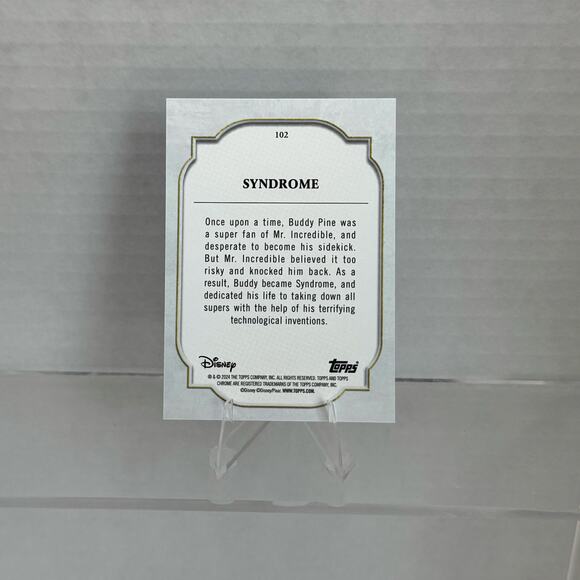 102
SYNDROME
Once upon a time, Buddy Pine was
a super fan of Mr. Incredible, and
desperate to become his sidekick.
But Mr. Incredible believed it too
risky and knocked him back. As a
result, Buddy became Syndrome, and
dedicated his life to taking down all
supers with the help of his terrifying
technological inventions.
Disney
Topps
® & © 2024 THE TOPPS COMPANY, INC. ALL RIGHTS RESERVED. TOPPS AND TOPPS
CHROME ARE REGISTERED TRADEMARKS OF THE TOPPS COMPANY, INC.
©Disney ©Disney/Pixar. WWW.TOPPS.COM.